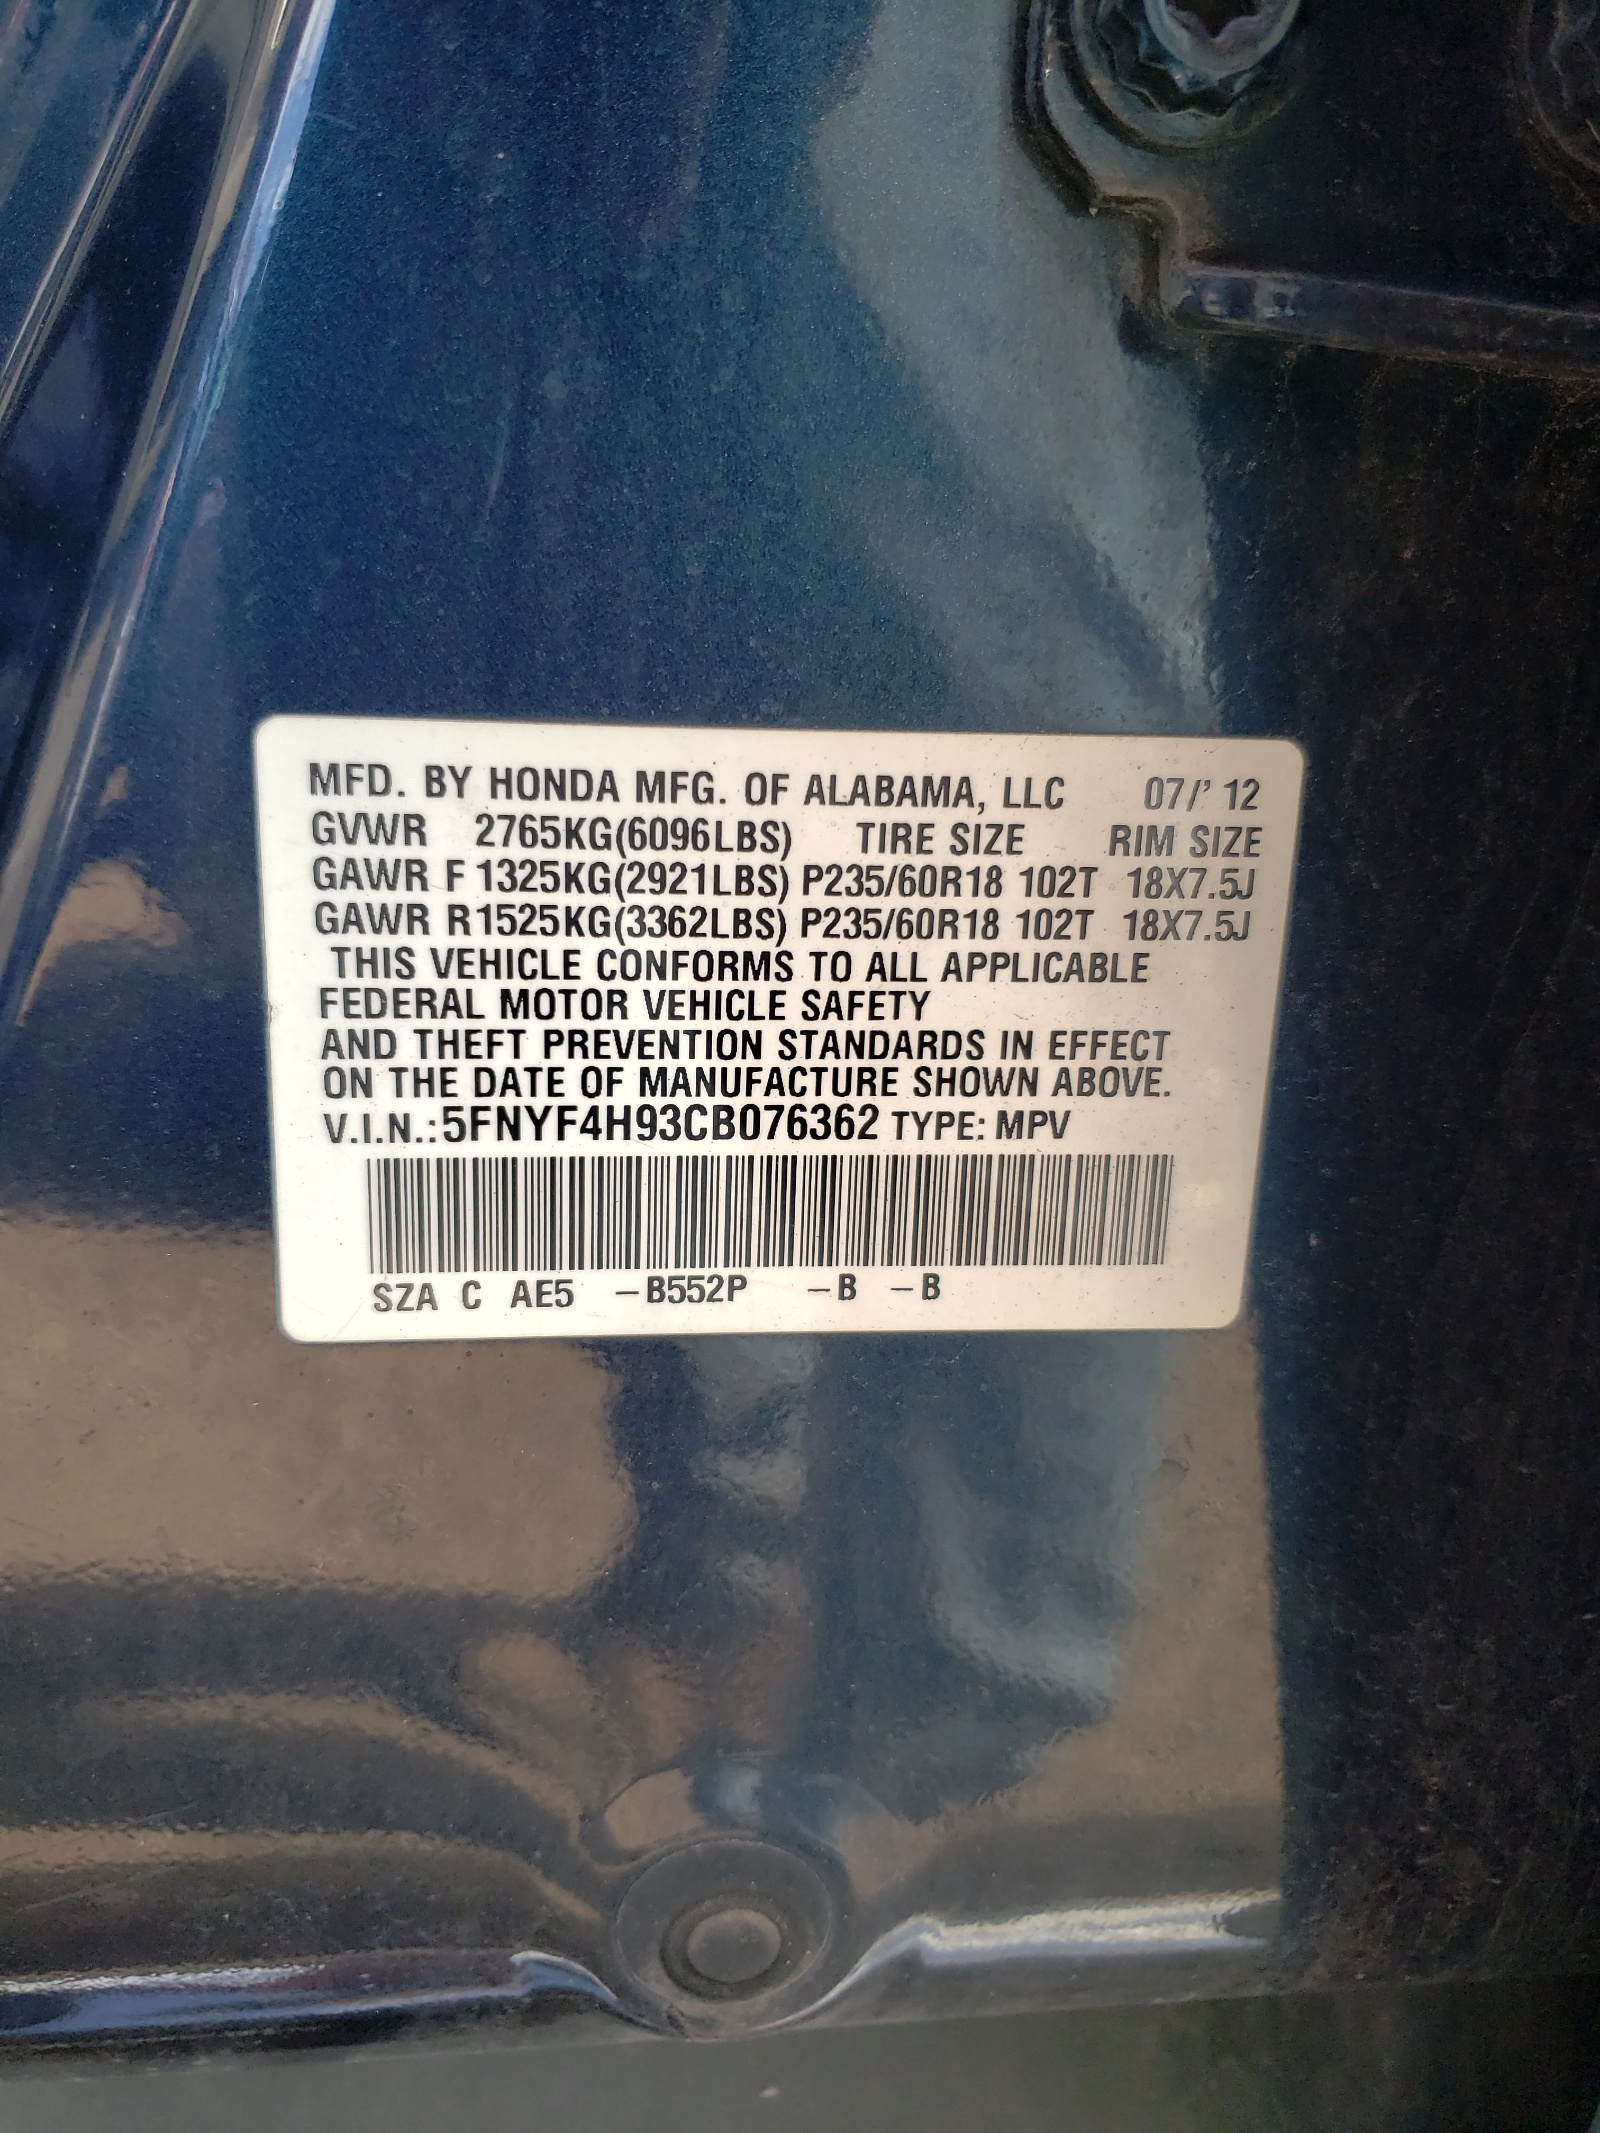 MFD. BY HONDA MFG. OF ALABAMA, LLC 07/' 12
GVWR 2765KG(6096LBS) TIRE SIZE RIM SIZE
GAWR F 1325KG(2921LBS) P235/60R18 102T 18X7.5J
GAWR R 1525KG(3362LBS) P235/60R18 102T 18X7.5J
THIS VEHICLE CONFORMS TO ALL APPLICABLE
FEDERAL MOTOR VEHICLE SAFETY
AND THEFT PREVENTION STANDARDS IN EFFECT
ON THE DATE OF MANUFACTURE SHOWN ABOVE.
V.I.N.:5FNYF4H93CB076362 TYPE: MPV
SZA C AE5 –B552P –B –B